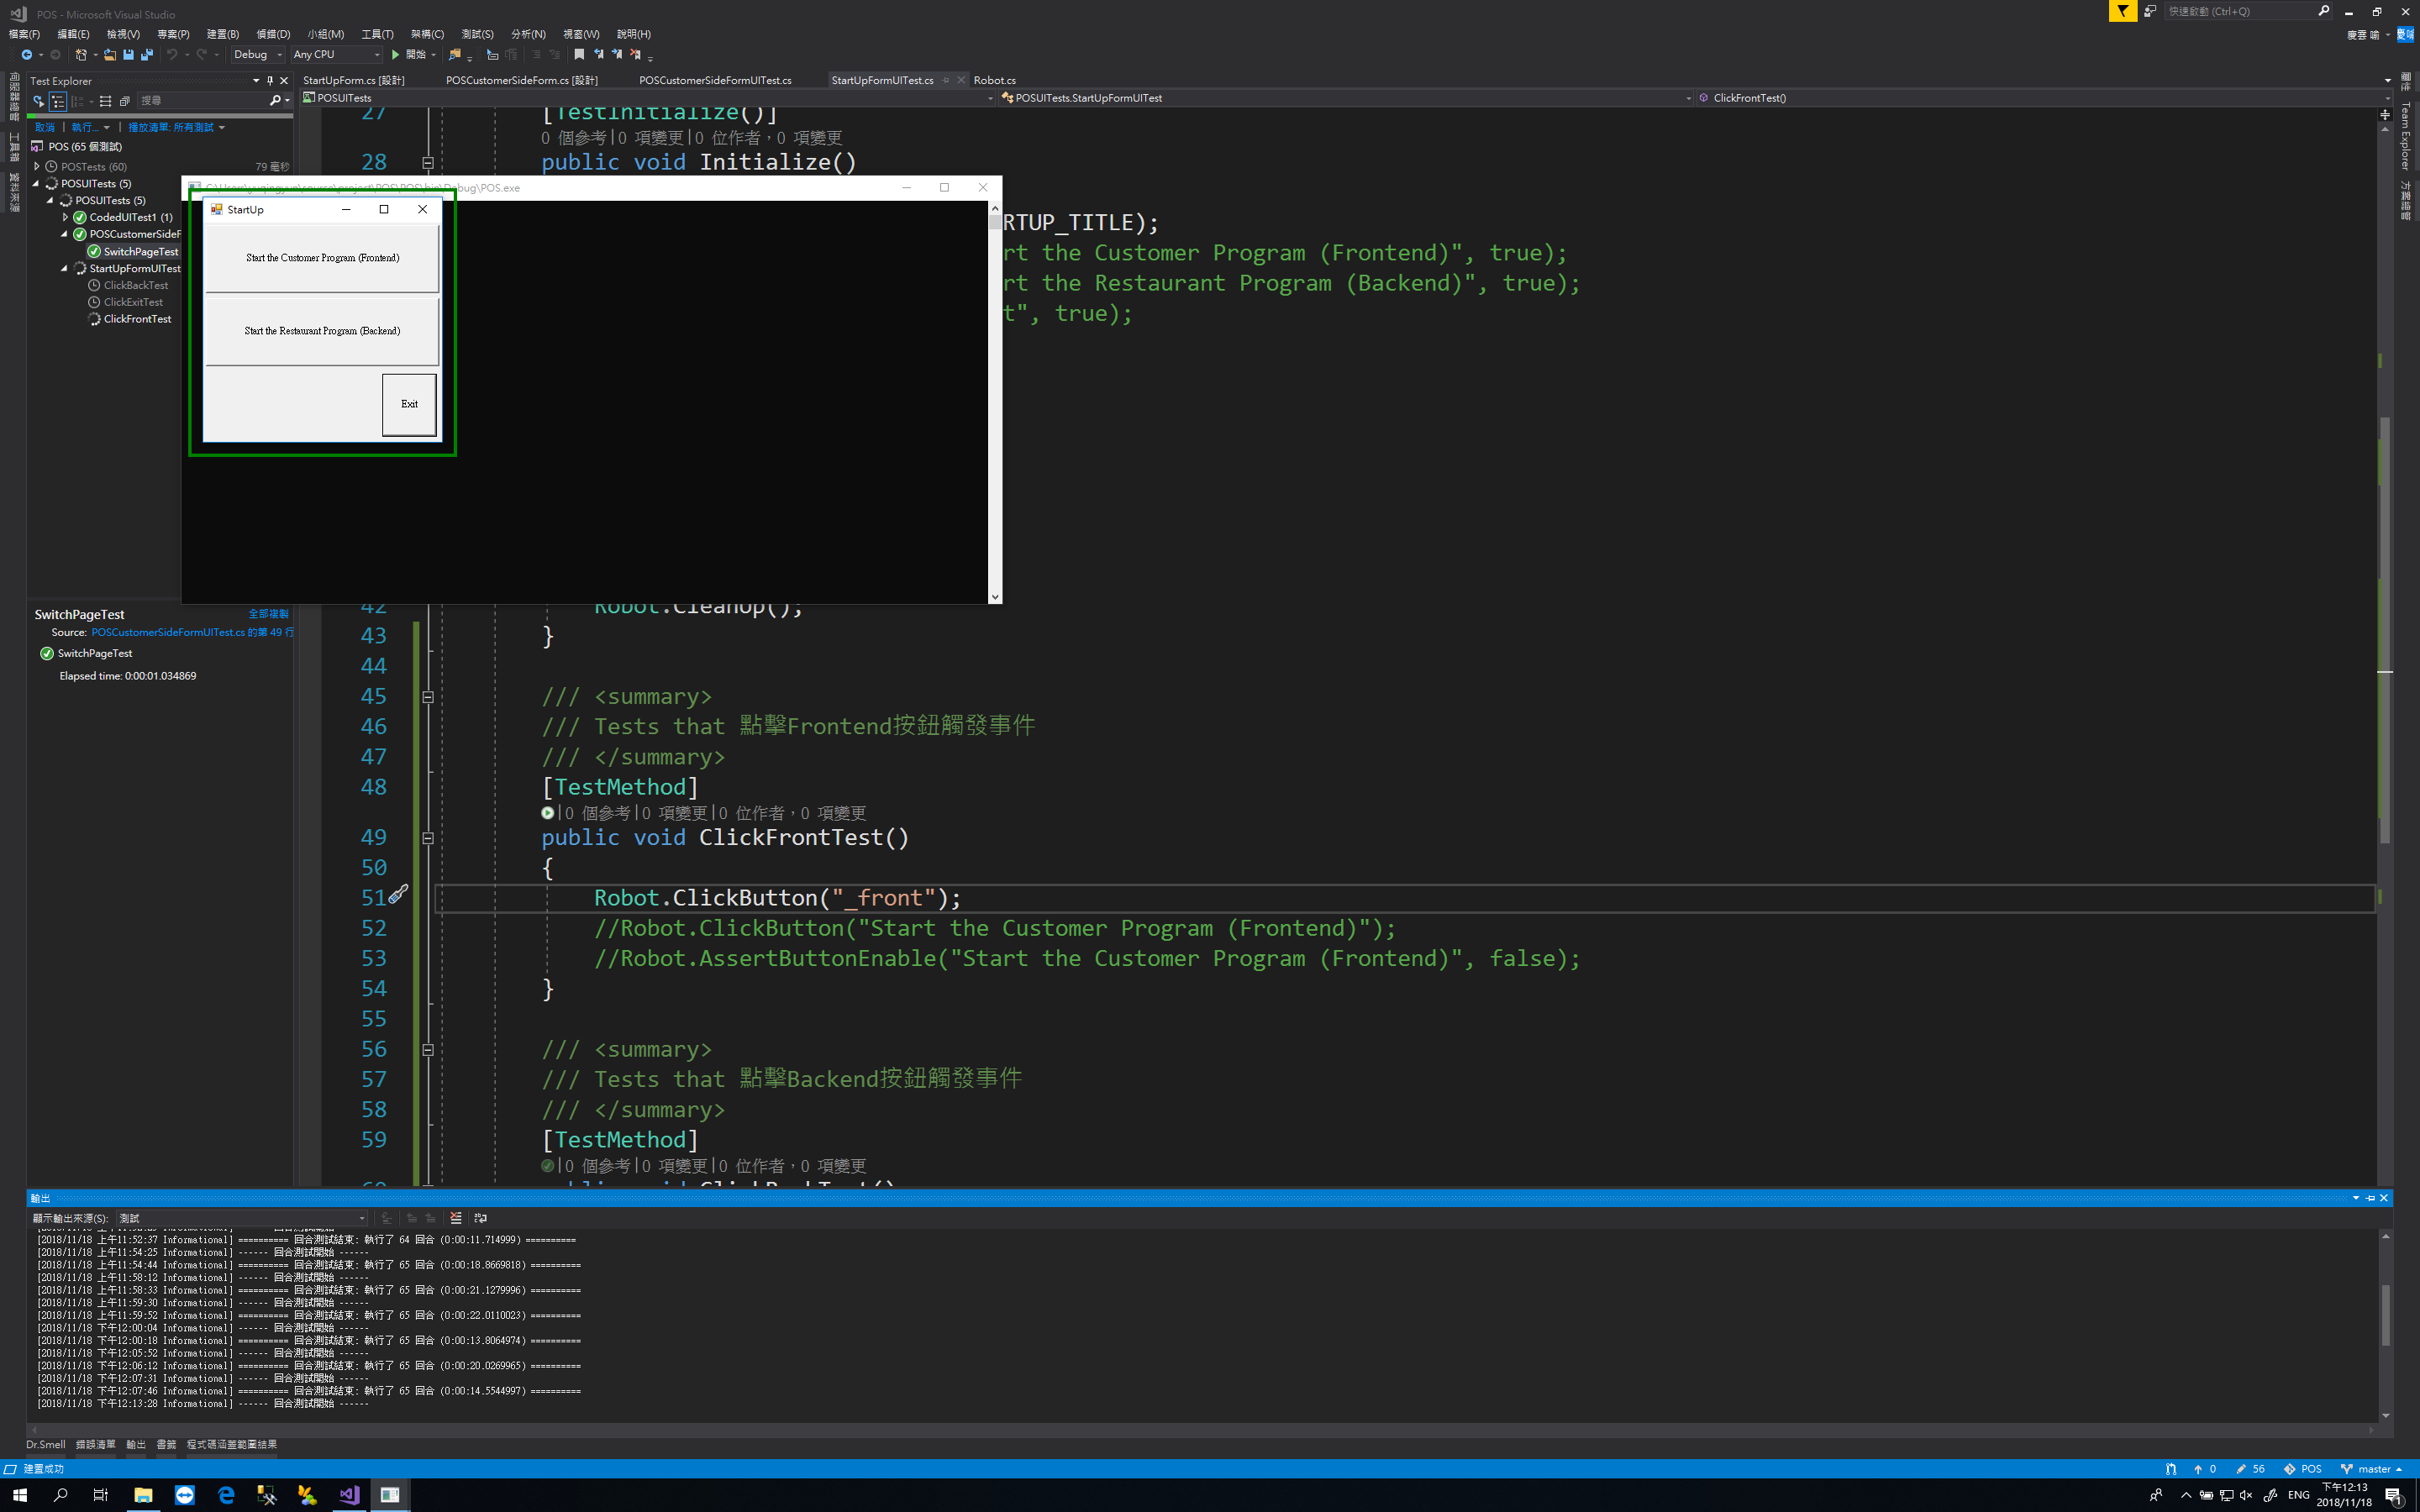 POS - Microsoft Visual Studio
快速啟動 (Ctrl+Q)
檔案(F) 編輯(E) 檢視(V) 專案(P) 建置(B) 偵錯(D) 小組(M) 工具(T) 架構(C) 測試(S) 分析(N) 視窗(W) 說明(H)
慶雲 喻
Debug Any CPU 開始
Test Explorer
StartUpForm.cs [設計] POSCustomerSideForm.cs [設計] POSCustomerSideFormUITest.cs StartUpFormUITest.cs Robot.cs
搜尋
POSUITests POSUITests.StartUpFormUITest ClickFrontTest()
取消 執行... 播放清單: 所有測試
POS (65 個測試)
POSTests (60) 79 毫秒
POSUITests (5)
POSUITests (5)
CodedUITest1 (1)
POSCustomerSideF
SwitchPageTest
StartUpFormUITest
ClickBackTest
ClickExitTest
ClickFrontTest
工具箱
Team Explorer
C:\Users\yuqingyun\source\project\POS\POS\bin\Debug\POS.exe
StartUp
Start the Customer Program (Frontend)
Start the Restaurant Program (Backend)
Exit
27 [TestInitialize()]
0 個參考|0 項變更|0 位作者，0 項變更
28 public void Initialize()
RTUP_TITLE);
rt the Customer Program (Frontend)", true);
rt the Restaurant Program (Backend)", true);
t", true);
42 Robot.CleanUp();
43 }
44
45 /// <summary>
46 /// Tests that 點擊Frontend按鈕觸發事件
47 /// </summary>
48 [TestMethod]
|0 個參考|0 項變更|0 位作者，0 項變更
49 public void ClickFrontTest()
50 {
51 Robot.ClickButton("_front");
52 //Robot.ClickButton("Start the Customer Program (Frontend)");
53 //Robot.AssertButtonEnable("Start the Customer Program (Frontend)", false);
54 }
55
56 /// <summary>
57 /// Tests that 點擊Backend按鈕觸發事件
58 /// </summary>
59 [TestMethod]
|0 個參考|0 項變更|0 位作者，0 項變更
60 public void ClickBackTest()
SwitchPageTest 全部複製
Source: POSCustomerSideFormUITest.cs 的第 49 行
SwitchPageTest
Elapsed time: 0:00:01.034869
輸出
顯示輸出來源(S): 測試
[2018/11/18 上午11:52:37 Informational] ========== 回合測試結束: 執行了 64 回合 (0:00:11.714999) ==========
[2018/11/18 上午11:54:25 Informational] ------ 回合測試開始 ------
[2018/11/18 上午11:54:44 Informational] ========== 回合測試結束: 執行了 65 回合 (0:00:18.8669818) ==========
[2018/11/18 上午11:58:12 Informational] ------ 回合測試開始 ------
[2018/11/18 上午11:58:33 Informational] ========== 回合測試結束: 執行了 65 回合 (0:00:21.1279996) ==========
[2018/11/18 上午11:59:30 Informational] ------ 回合測試開始 ------
[2018/11/18 上午11:59:52 Informational] ========== 回合測試結束: 執行了 65 回合 (0:00:22.0110023) ==========
[2018/11/18 下午12:00:04 Informational] ------ 回合測試開始 ------
[2018/11/18 下午12:00:18 Informational] ========== 回合測試結束: 執行了 65 回合 (0:00:13.8064974) ==========
[2018/11/18 下午12:05:52 Informational] ------ 回合測試開始 ------
[2018/11/18 下午12:06:12 Informational] ========== 回合測試結束: 執行了 65 回合 (0:00:20.0269965) ==========
[2018/11/18 下午12:07:31 Informational] ------ 回合測試開始 ------
[2018/11/18 下午12:07:46 Informational] ========== 回合測試結束: 執行了 65 回合 (0:00:14.5544997) ==========
[2018/11/18 下午12:13:28 Informational] ------ 回合測試開始 ------
Dr.Smell 錯誤清單 輸出 書籤 程式碼涵蓋範圍結果
建置成功
0 56 POS master
ENG 下午12:13
2018/11/18